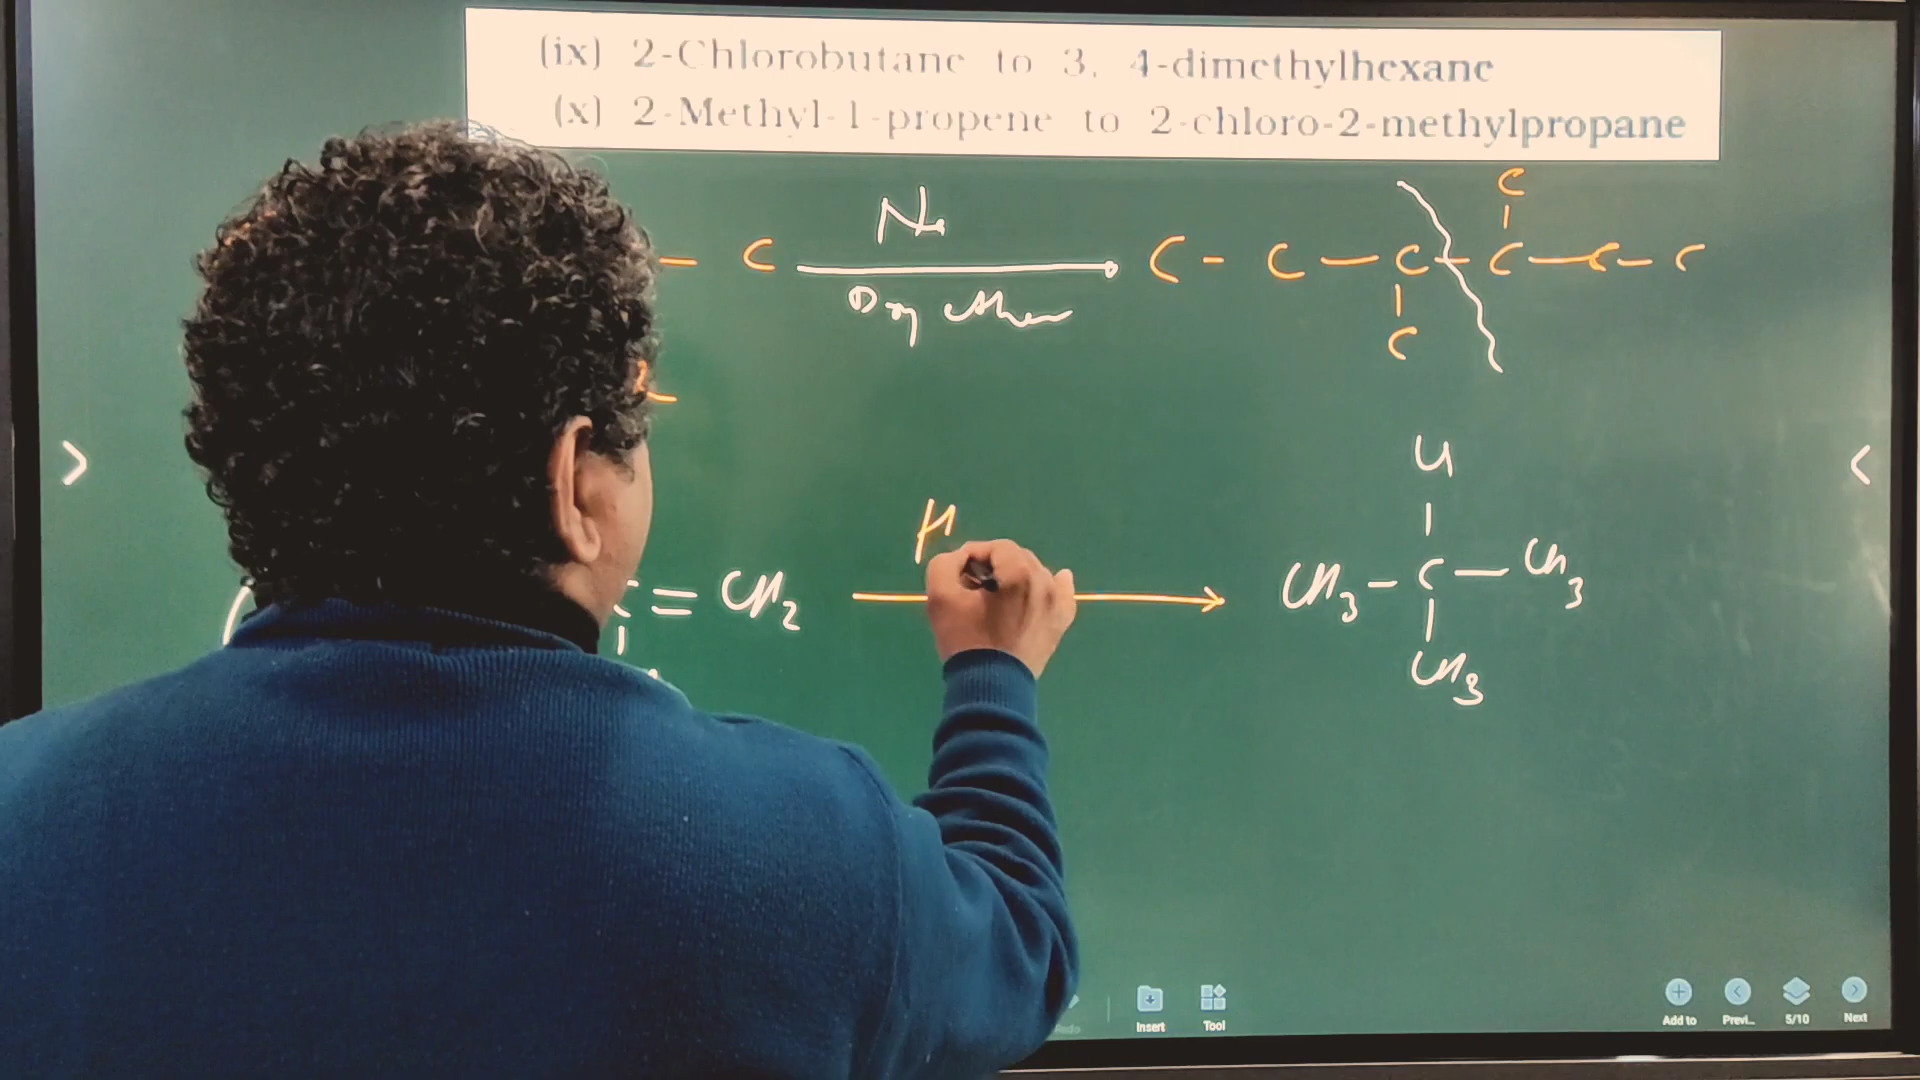 (ix) 2-Chlorobutane to 3, 4-dimethylhexane
(x) 2-Methyl-1-propene to 2-chloro-2-methylpropane
C
Na
- C C - C - C - C - C - C
Dry ether
C
Cl
H
= CH2 CH3 - C - CH3
CH3
Insert Tool Add to Previ... 5/10 Next